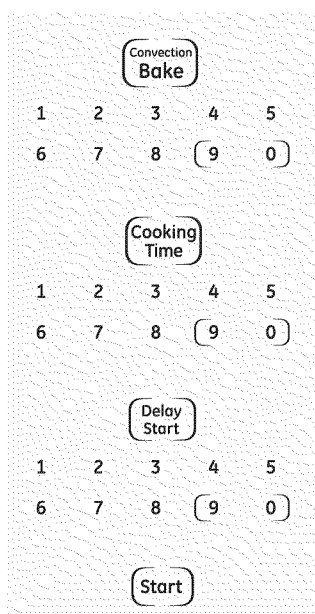 Convection
Bake
1 2 3 4 5
6 7 8 9 0
Cooking
Time
1 2 3 4 5
6 7 8 9 0
Delay
Start
1 2 3 4 5
6 7 8 9 0
Start